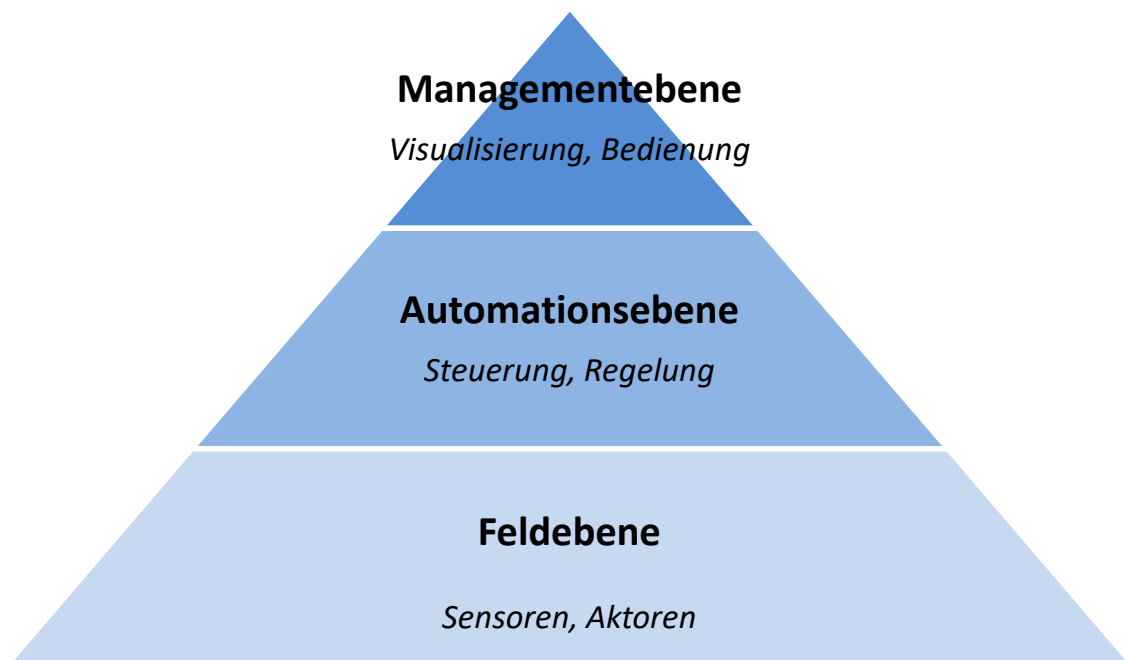 Managementebene
Visualisierung, Bedienung
Automationsebene
Steuerung, Regelung
Feldebene
Sensoren, Aktoren